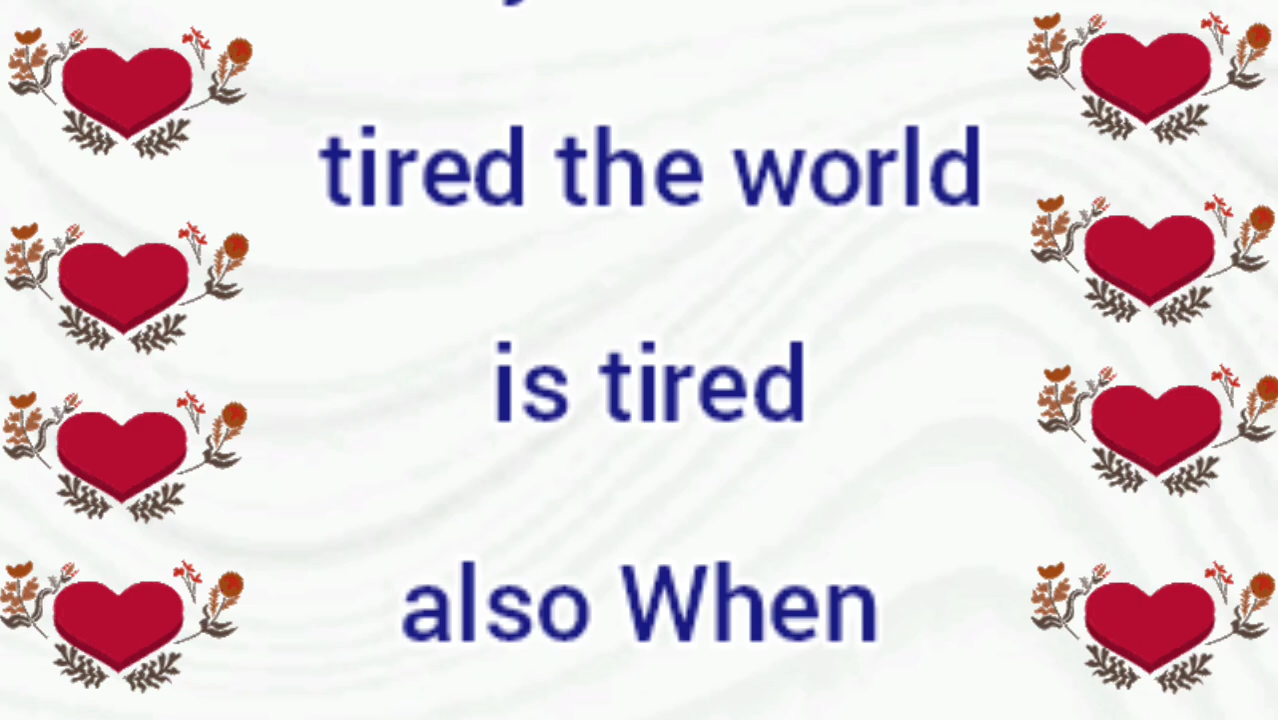 tired the world
is tired
also When